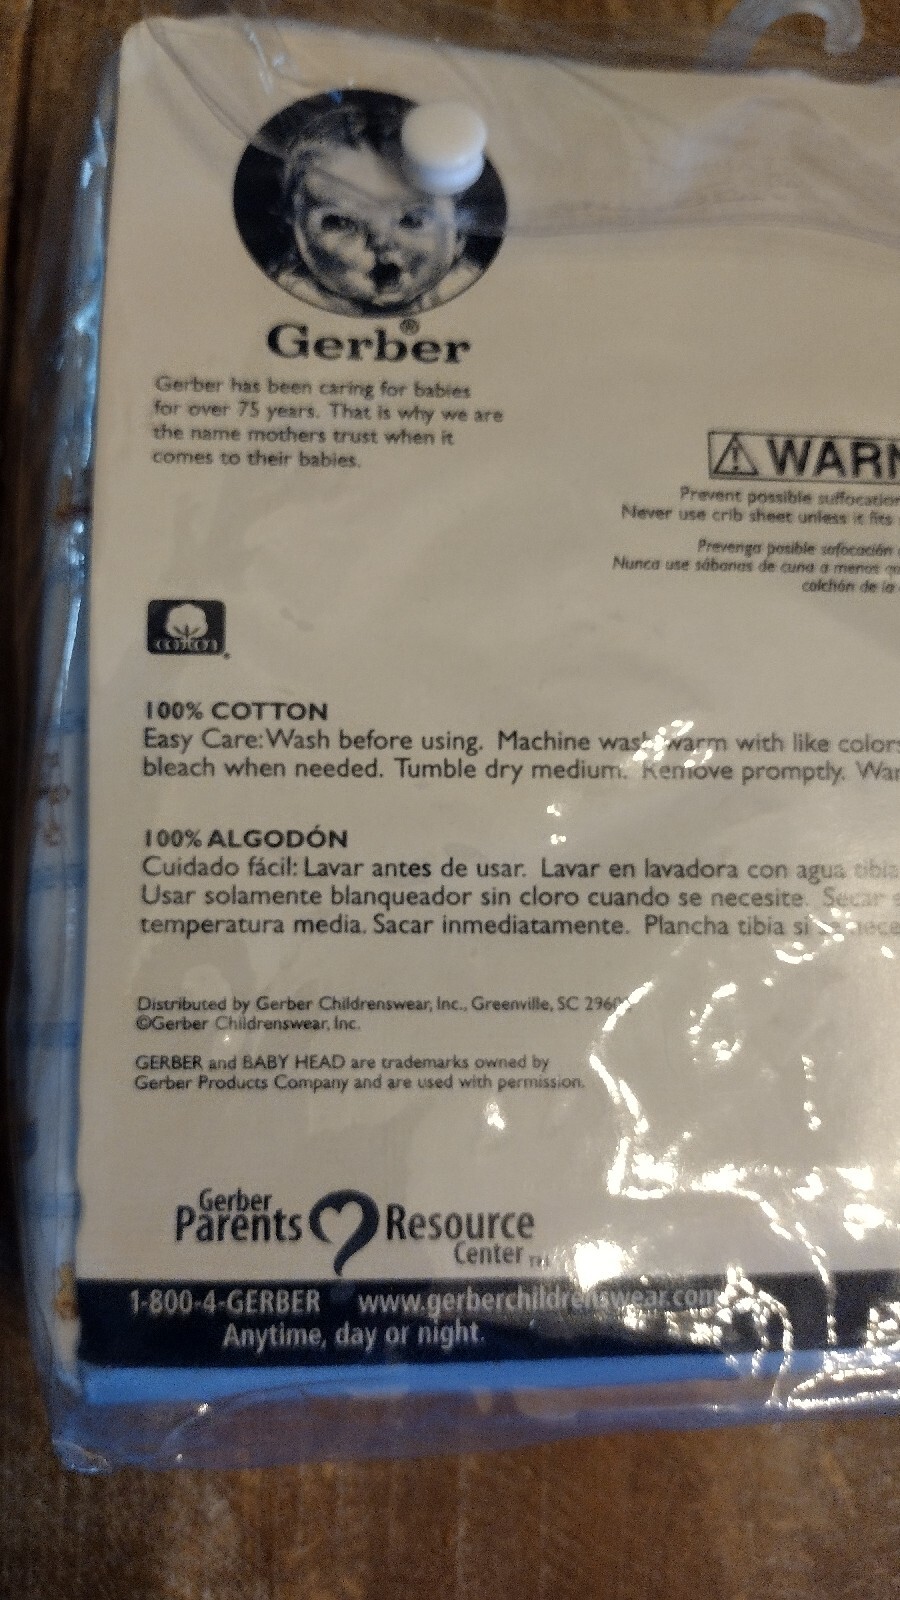 Gerber®
Gerber has been caring for babies
for over 75 years. That is why we are
the name mothers trust when it
comes to their babies.
⚠ WARN
Prevent possible suffocation
Never use crib sheet unless it fits
Prevenga posible sofocación
Nunca use sábanas de cuna a menos
colchón de la
cotton®
100% COTTON
Easy Care: Wash before using. Machine wash warm with like colors
bleach when needed. Tumble dry medium. Remove promptly. War
100% ALGODÓN
Cuidado fácil: Lavar antes de usar. Lavar en lavadora con agua tibia
Usar solamente blanqueador sin cloro cuando se necesite. Secar
temperatura media. Sacar inmediatamente. Plancha tibia si se
Distributed by Gerber Childrenswear, Inc., Greenville, SC
©Gerber Childrenswear, Inc.
GERBER and BABY HEAD are trademarks owned by
Gerber Products Company and are used with permission.
Gerber
Parents Resource
Center TM
1-800-4-GERBER www.gerberchildrenswear.com
Anytime, day or night.